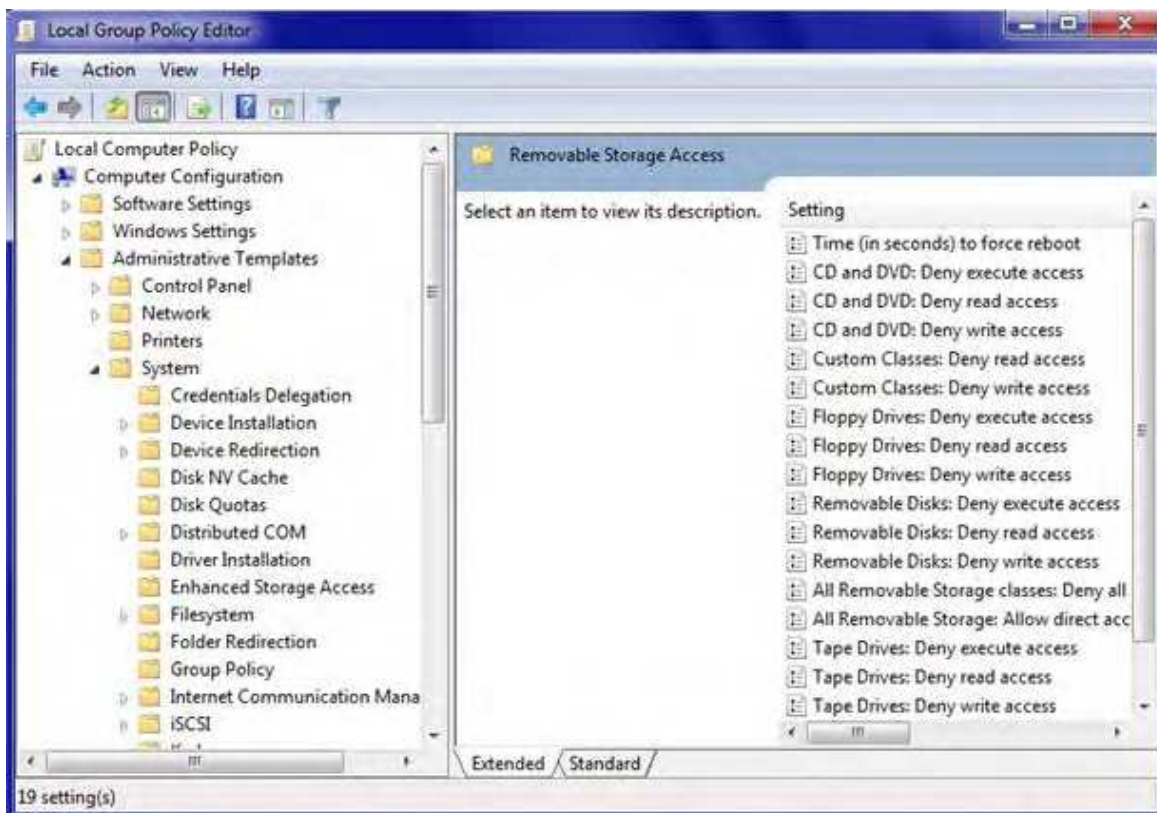 Local Group Policy Editor
File Action View Help
Local Computer Policy
Computer Configuration
Software Settings
Windows Settings
Administrative Templates
Control Panel
Network
Printers
System
Credentials Delegation
Device Installation
Device Redirection
Disk NV Cache
Disk Quotas
Distributed COM
Driver Installation
Enhanced Storage Access
Filesystem
Folder Redirection
Group Policy
Internet Communication Mana
iSCSI
Removable Storage Access
Select an item to view its description.
Setting
Time (in seconds) to force reboot
CD and DVD: Deny execute access
CD and DVD: Deny read access
CD and DVD: Deny write access
Custom Classes: Deny read access
Custom Classes: Deny write access
Floppy Drives: Deny execute access
Floppy Drives: Deny read access
Floppy Drives: Deny write access
Removable Disks: Deny execute access
Removable Disks: Deny read access
Removable Disks: Deny write access
All Removable Storage classes: Deny all
All Removable Storage: Allow direct acc
Tape Drives: Deny execute access
Tape Drives: Deny read access
Tape Drives: Deny write access
Extended Standard
19 setting(s)